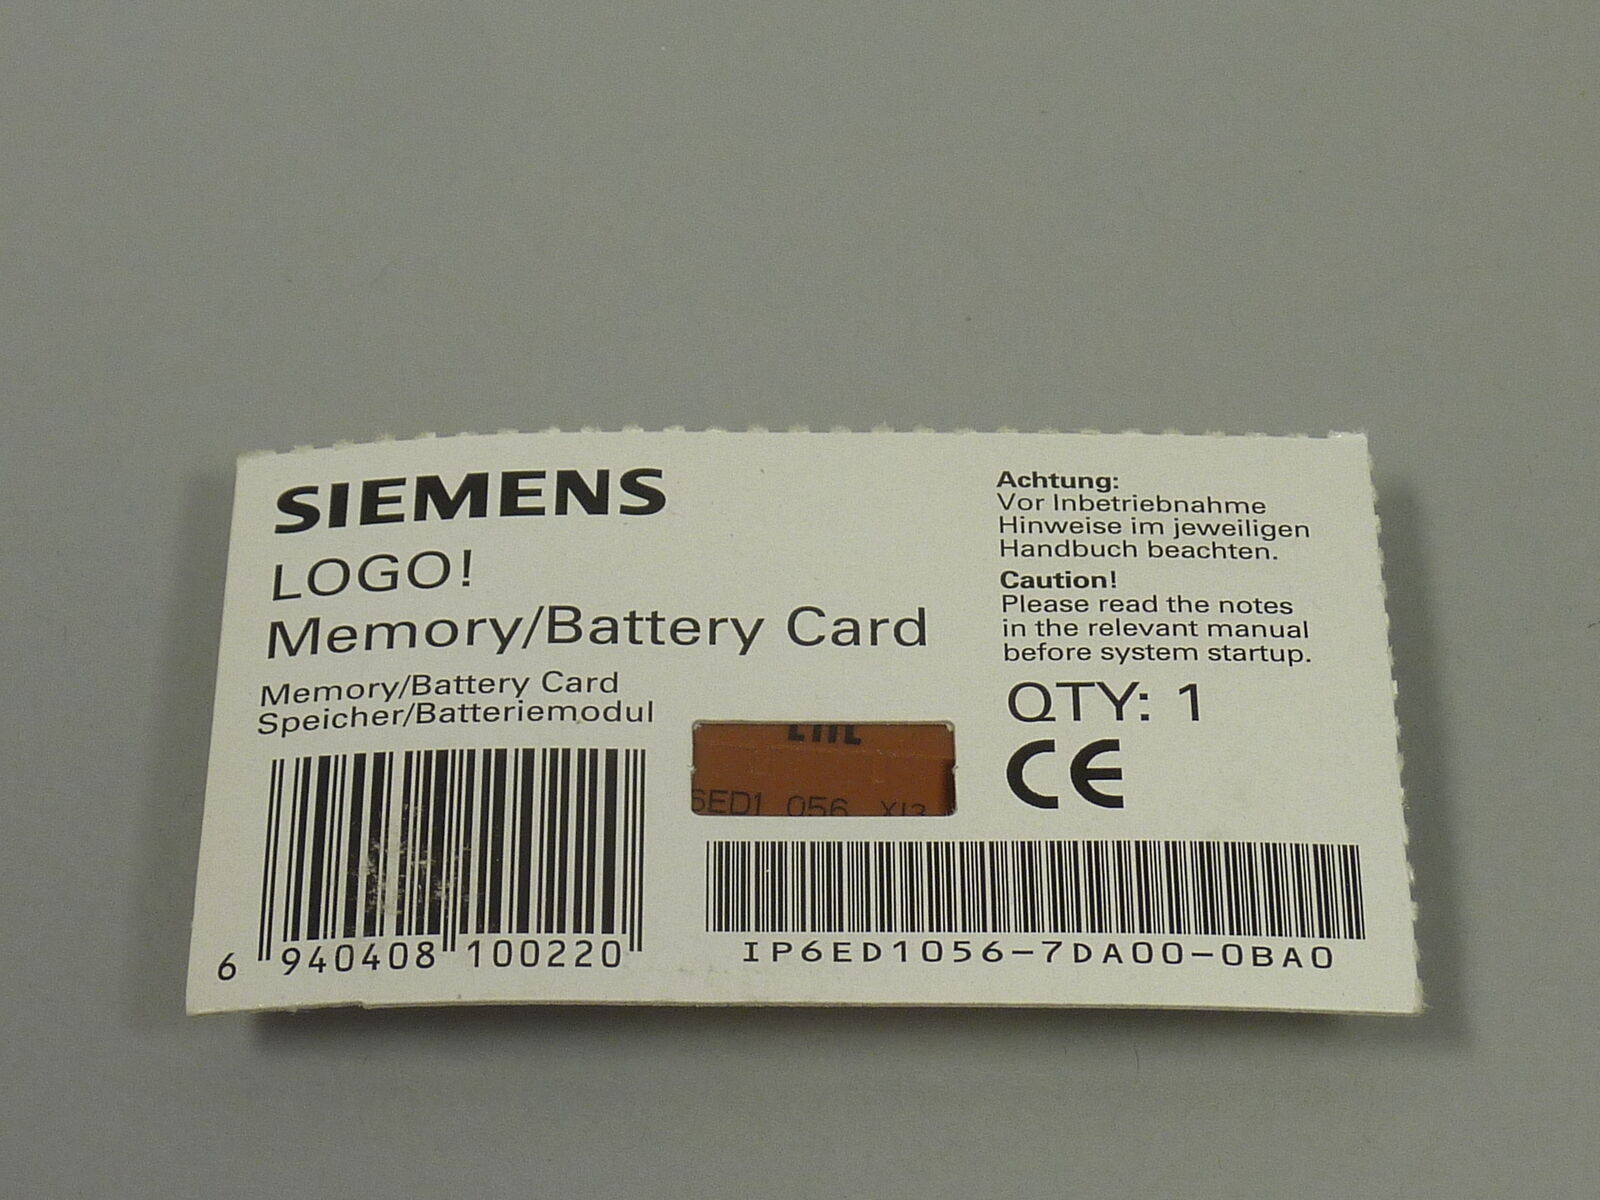 SIEMENS
LOGO!
Memory/Battery Card
Memory/Battery Card
Speicher/Batteriemodul
6 940408 100220
Achtung:
Vor Inbetriebnahme
Hinweise im jeweiligen
Handbuch beachten.
Caution!
Please read the notes
in the relevant manual
before system startup.
QTY: 1
CE
6ED1 056
IP6ED1056-7DA00-0BA0